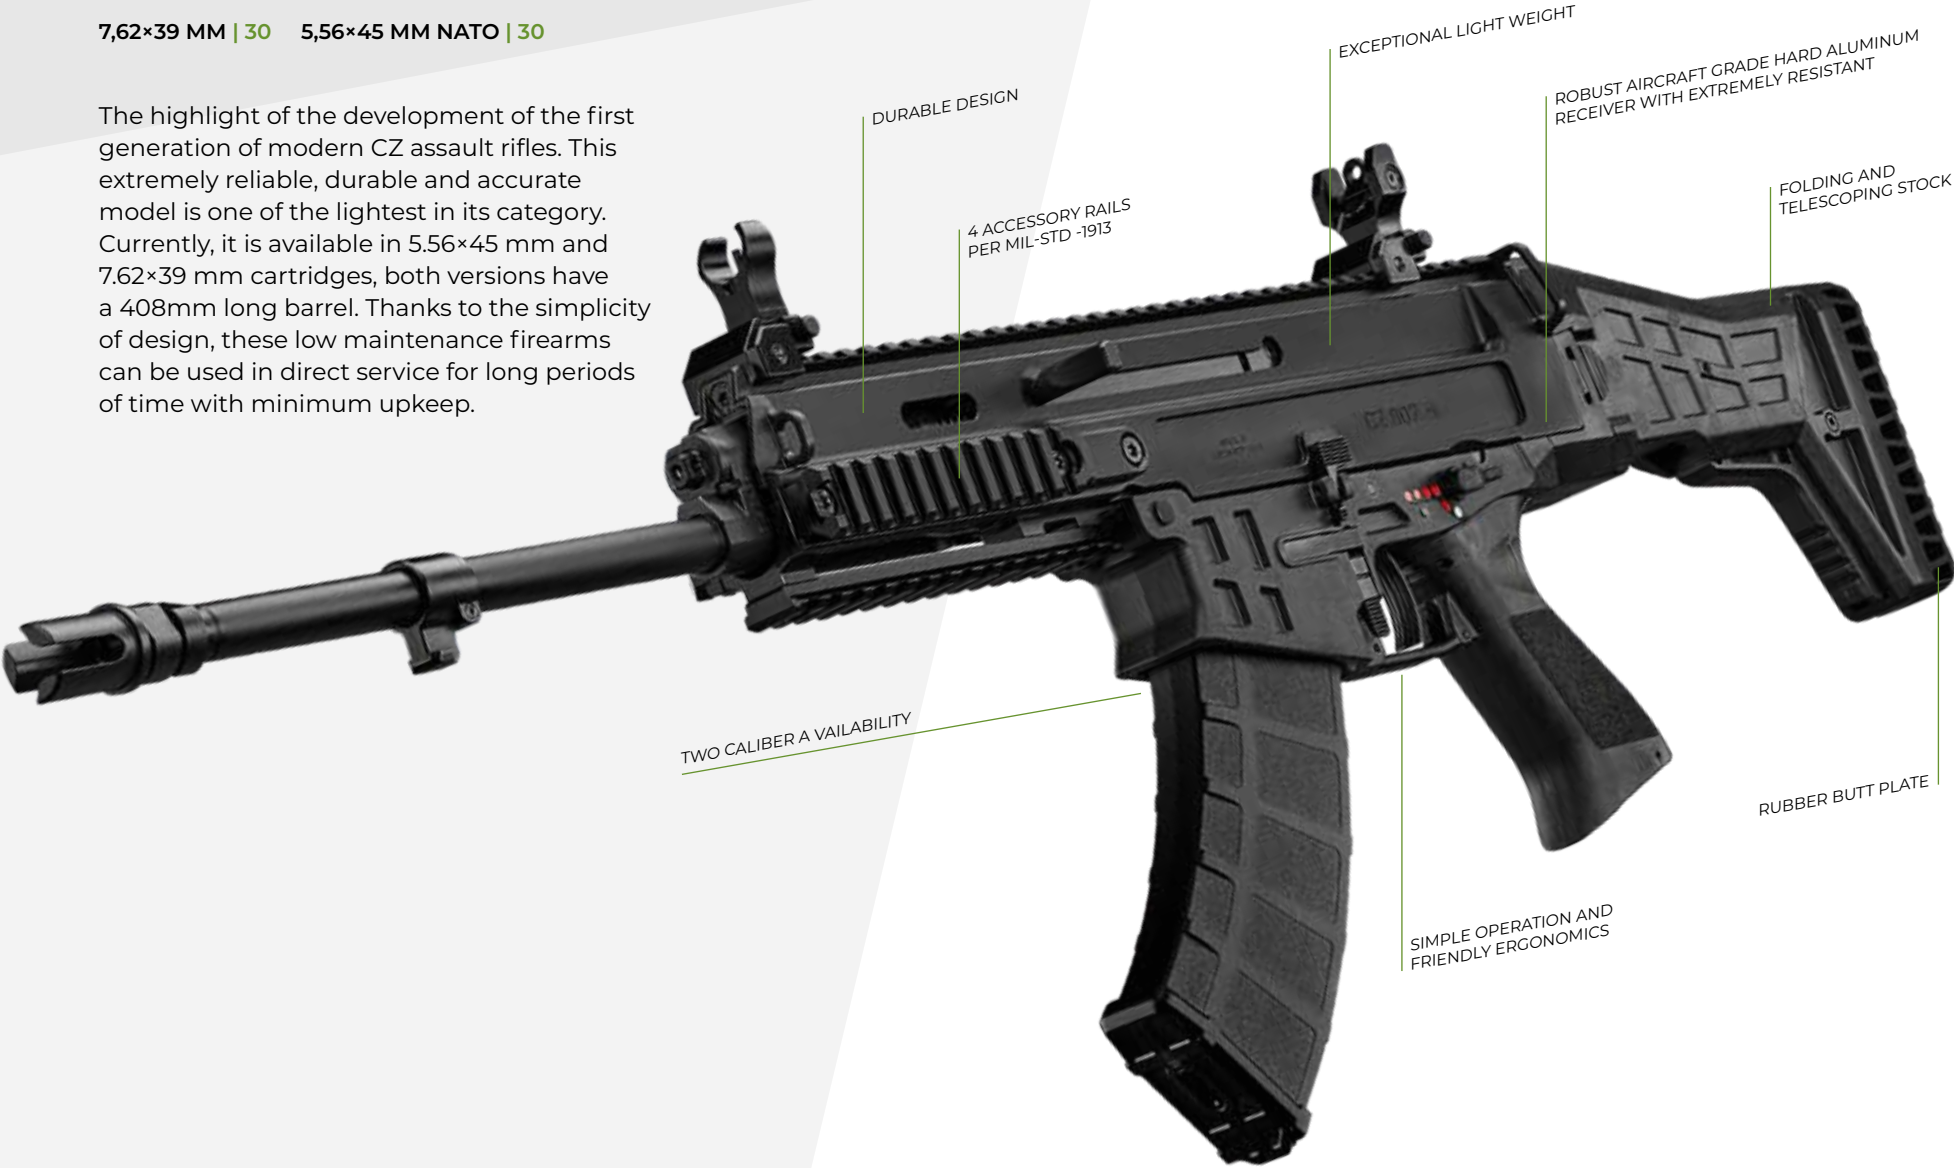 7,62×39 MM | 30 5,56×45 MM NATO | 30
The highlight of the development of the first
generation of modern CZ assault rifles. This
extremely reliable, durable and accurate
model is one of the lightest in its category.
Currently, it is available in 5.56×45 mm and
7.62×39 mm cartridges, both versions have
a 408mm long barrel. Thanks to the simplicity
of design, these low maintenance firearms
can be used in direct service for long periods
of time with minimum upkeep.
DURABLE DESIGN
4 ACCESSORY RAILS
PER MIL-STD -1913
EXCEPTIONAL LIGHT WEIGHT
ROBUST AIRCRAFT GRADE HARD ALUMINUM
RECEIVER WITH EXTREMELY RESISTANT
FOLDING AND
TELESCOPING STOCK
TWO CALIBER A VAILABILITY
RUBBER BUTT PLATE
SIMPLE OPERATION AND
FRIENDLY ERGONOMICS